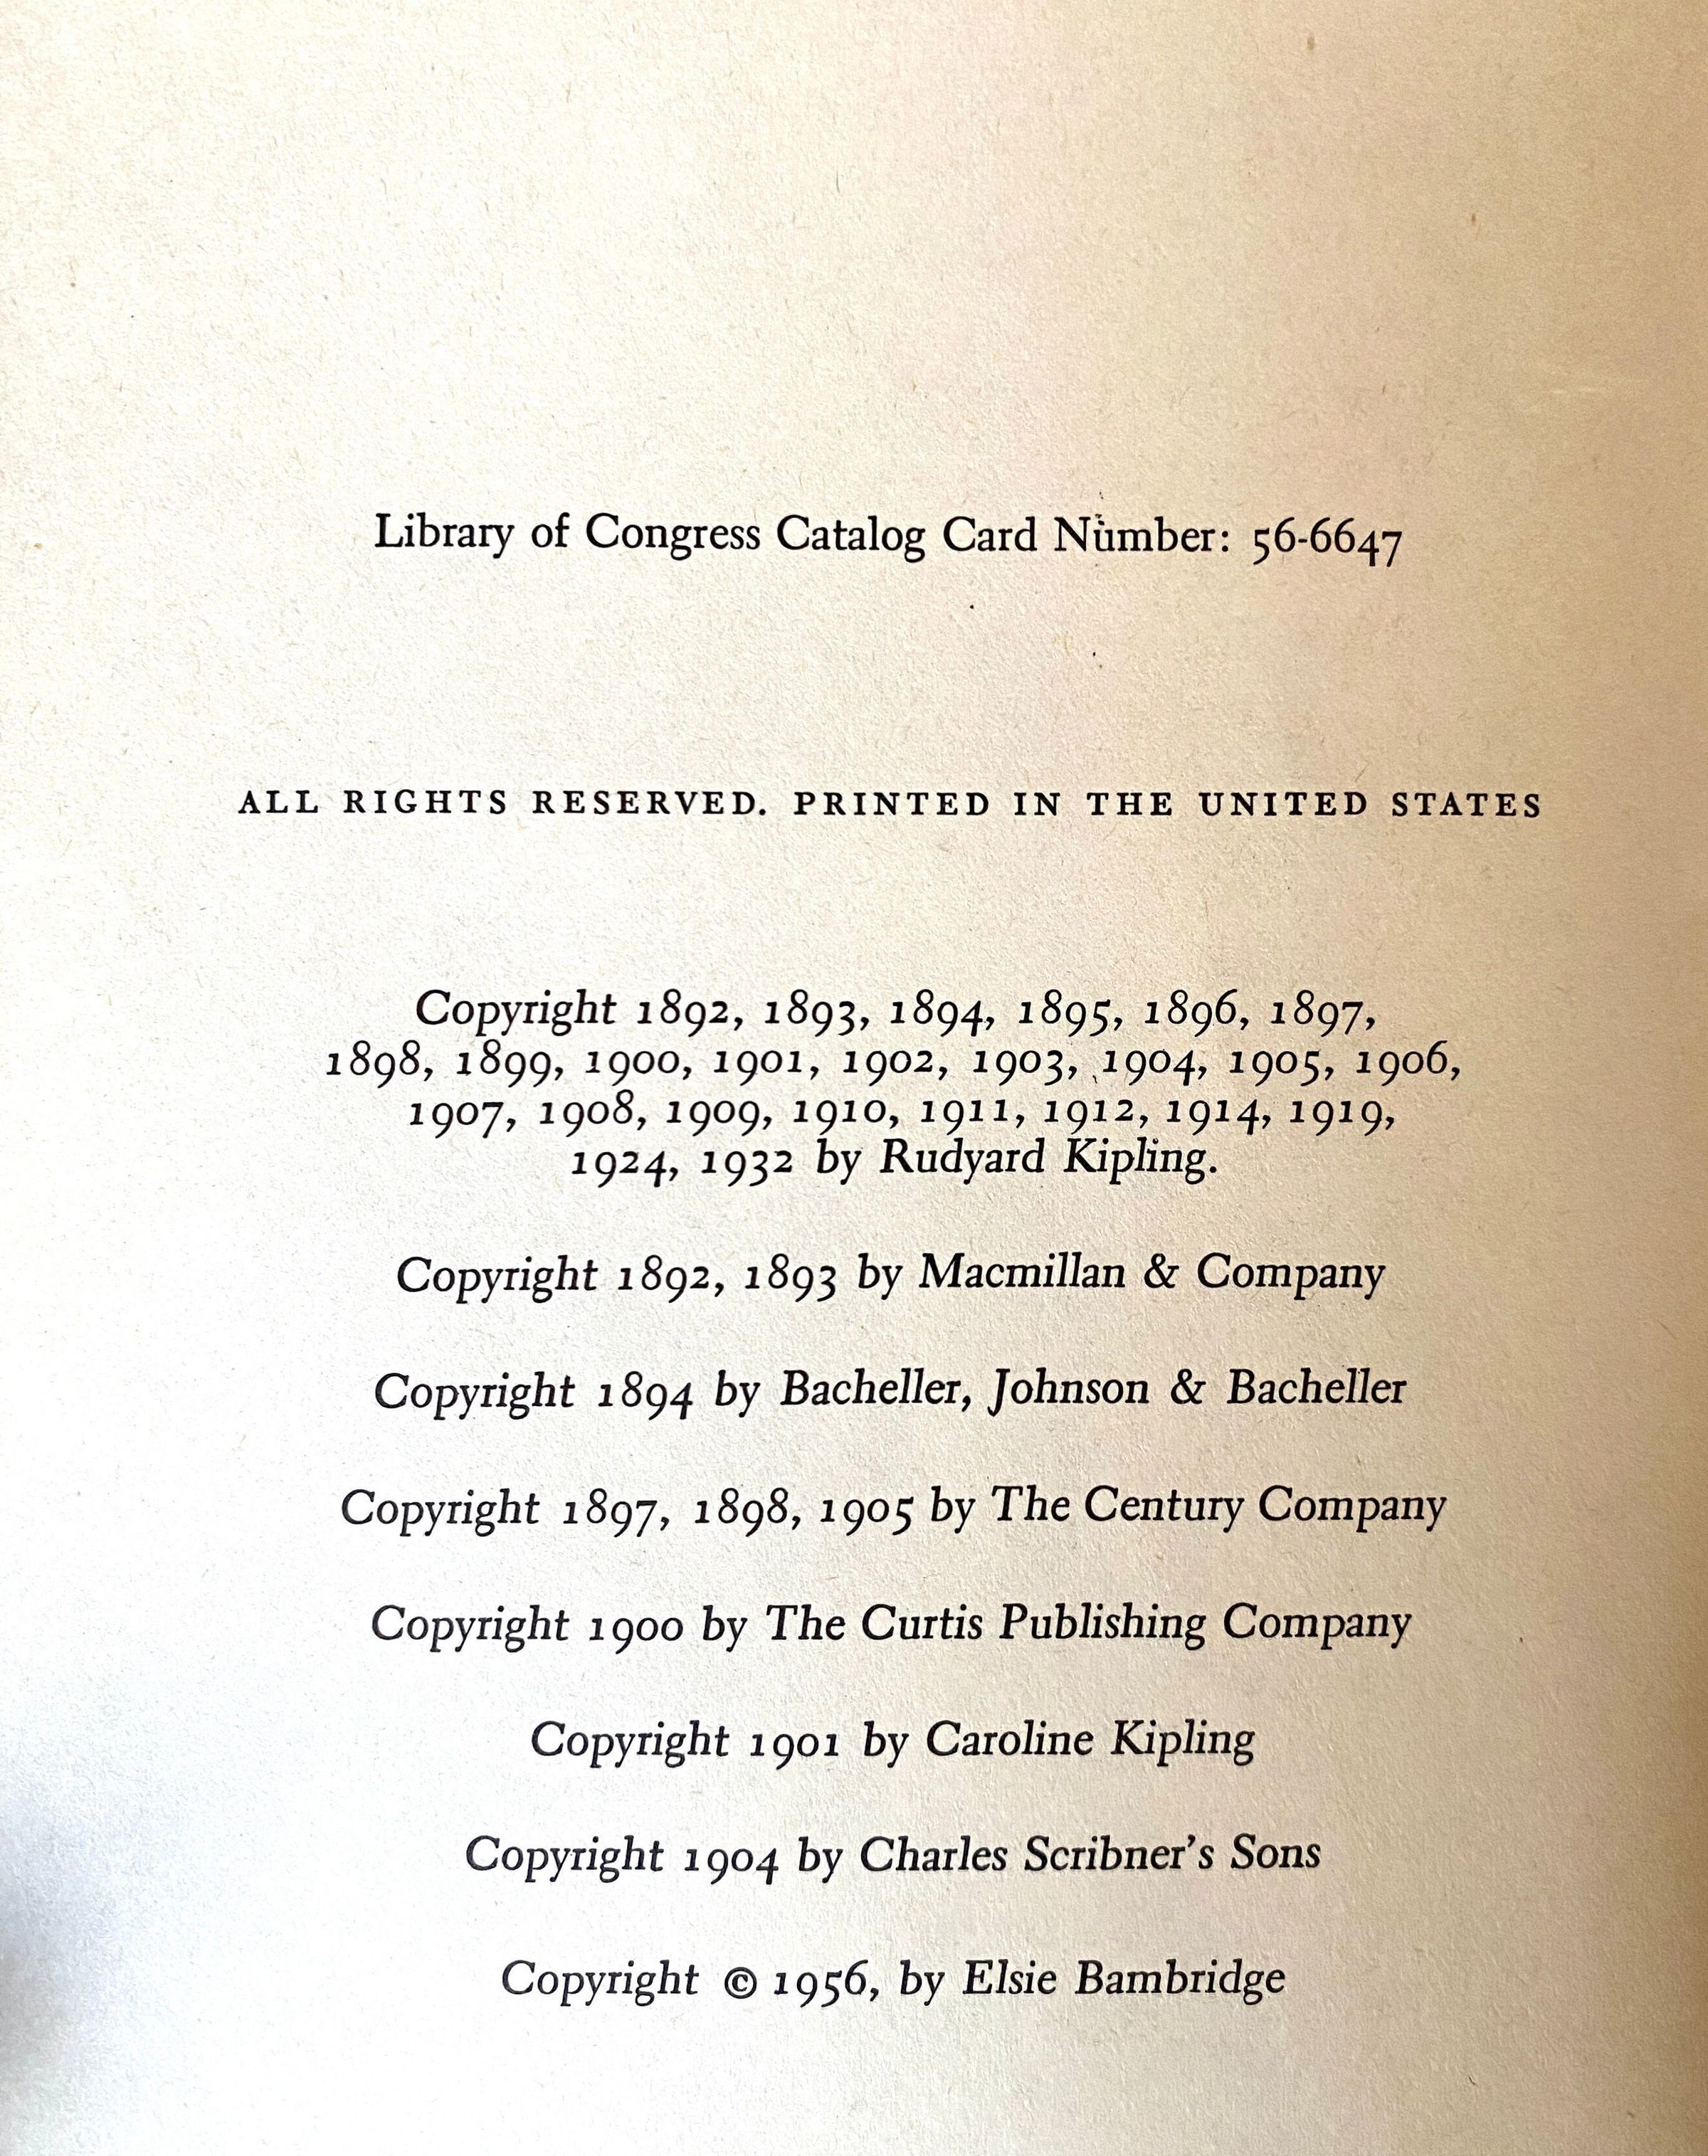 Library of Congress Catalog Card Number: 56-6647
ALL RIGHTS RESERVED. PRINTED IN THE UNITED STATES
Copyright 1892, 1893, 1894, 1895, 1896, 1897,
1898, 1899, 1900, 1901, 1902, 1903, 1904, 1905, 1906,
1907, 1908, 1909, 1910, 1911, 1912, 1914, 1919,
1924, 1932 by Rudyard Kipling.
Copyright 1892, 1893 by Macmillan & Company
Copyright 1894 by Bacheller, Johnson & Bacheller
Copyright 1897, 1898, 1905 by The Century Company
Copyright 1900 by The Curtis Publishing Company
Copyright 1901 by Caroline Kipling
Copyright 1904 by Charles Scribner's Sons
Copyright © 1956, by Elsie Bambridge